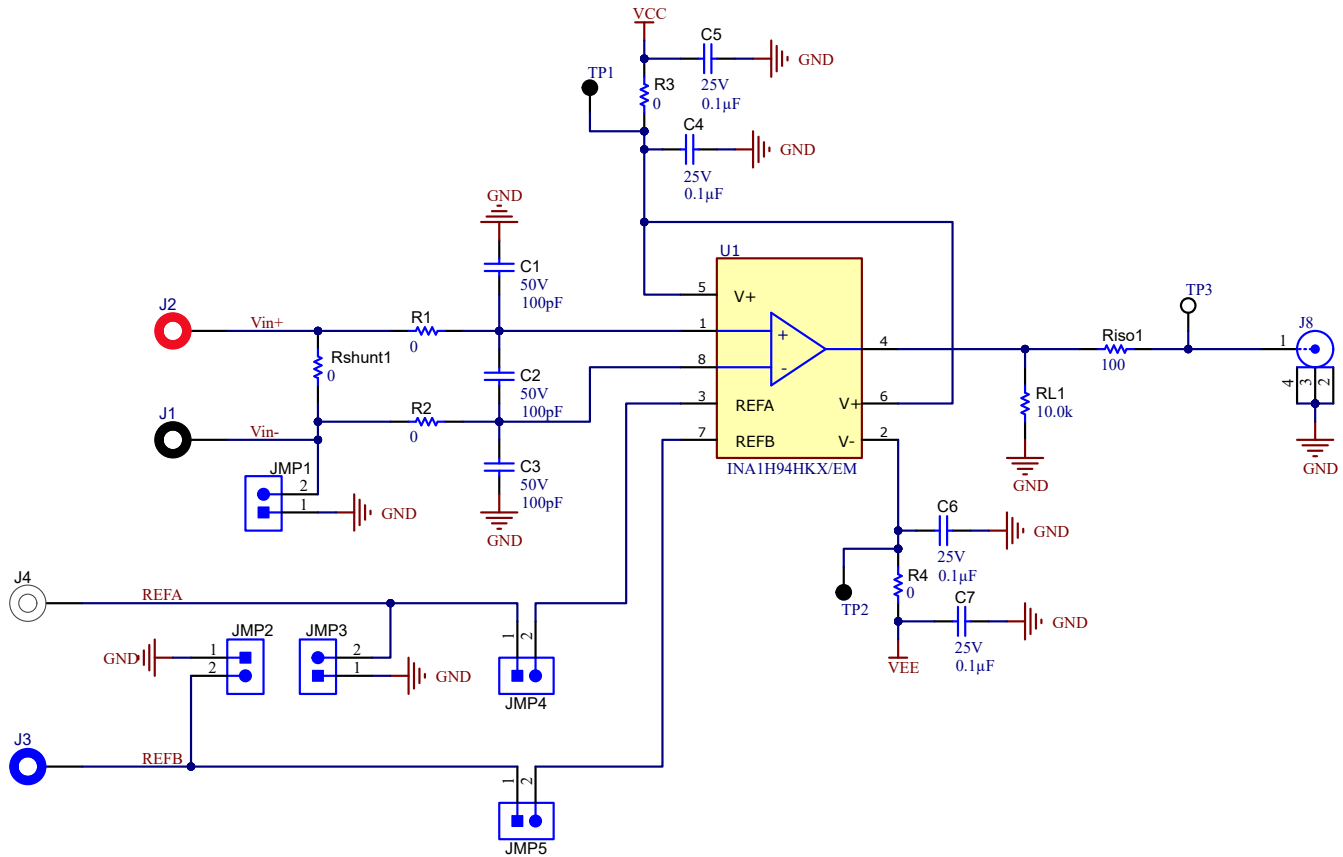 VCC
C5
GND
25V
0.1µF
TP1
R3
0
C4
GND
25V
0.1µF
GND
C1
50V
100pF
U1
5
V+
J2
Vin+
R1
0
1
+
4
Riso1
100
TP3
J8
1
4
3
2
GND
Rshunt1
0
C2
50V
100pF
8
-
RL1
10.0k
GND
J1
Vin-
R2
0
3
REFA
V+
6
7
REFB
V-
2
INA1H94HKX/EM
JMP1
2
1
GND
C3
50V
100pF
GND
C6
GND
25V
0.1µF
TP2
R4
0
C7
GND
25V
0.1µF
VEE
J4
REFA
JMP2
GND
1
2
JMP3
2
1
GND
1
2
JMP4
J3
REFB
1
2
JMP5